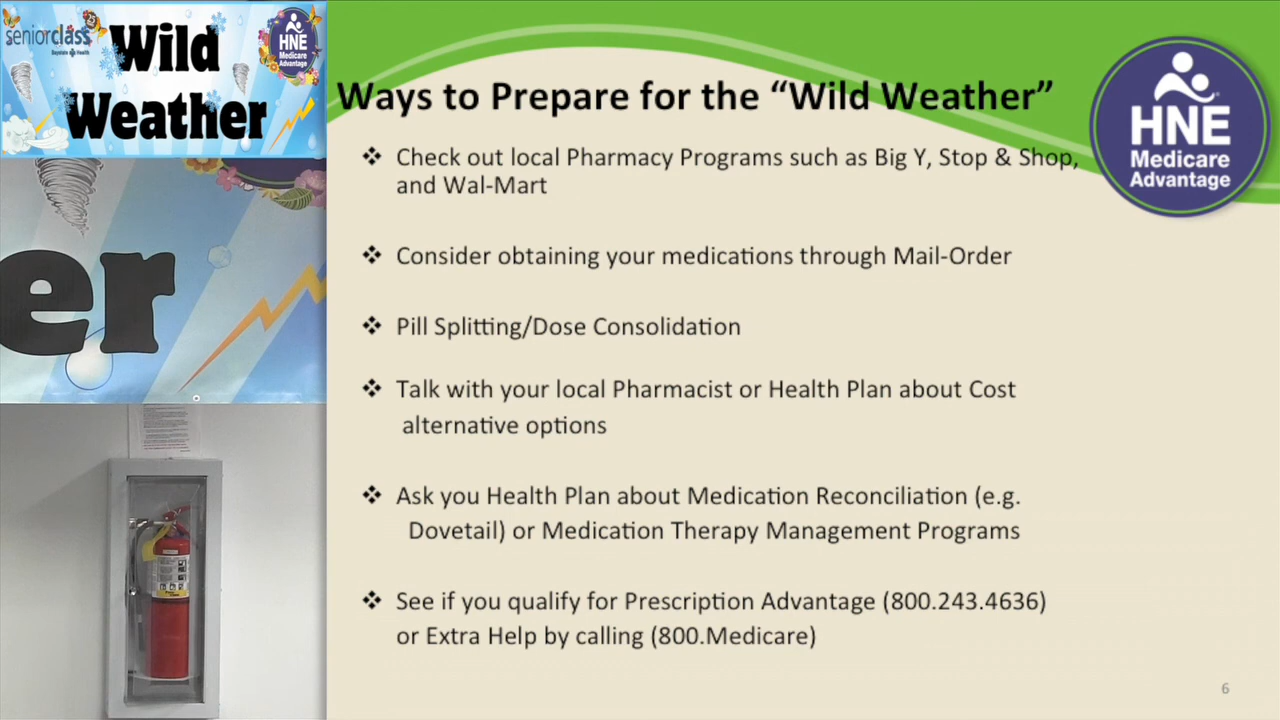 seniorclass
Baystate Health
Wild
Weather
HNE
Medicare
Advantage
er
Ways to Prepare for the “Wild Weather”
❖ Check out local Pharmacy Programs such as Big Y, Stop & Shop,
and Wal-Mart
❖ Consider obtaining your medications through Mail-Order
❖ Pill Splitting/Dose Consolidation
❖ Talk with your local Pharmacist or Health Plan about Cost
alternative options
❖ Ask you Health Plan about Medication Reconciliation (e.g.
Dovetail) or Medication Therapy Management Programs
❖ See if you qualify for Prescription Advantage (800.243.4636)
or Extra Help by calling (800.Medicare)
HNE
Medicare
Advantage
6